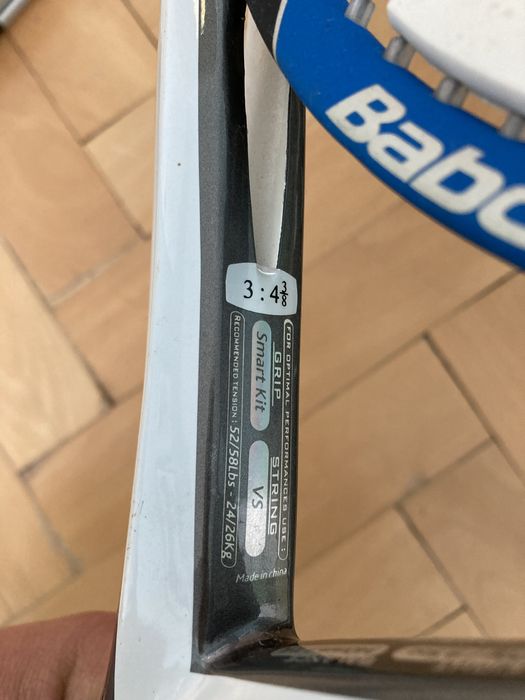 Babo
3 : 4 3/8
FOR OPTIMAL PERFORMANCES USE :
GRIP STRING
Smart Kit VS
RECOMMENDED TENSION : 52/58Lbs - 24/26Kg
Made in china